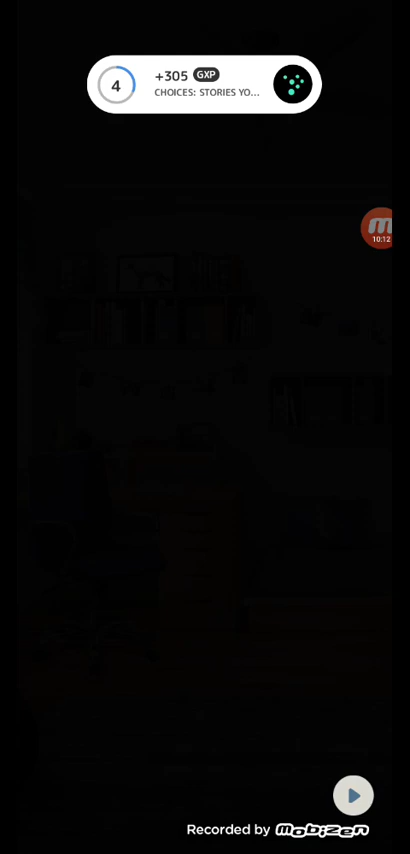 4
+305 GXP
CHOICES: STORIES YO...
m
10:12
Recorded by mobizen